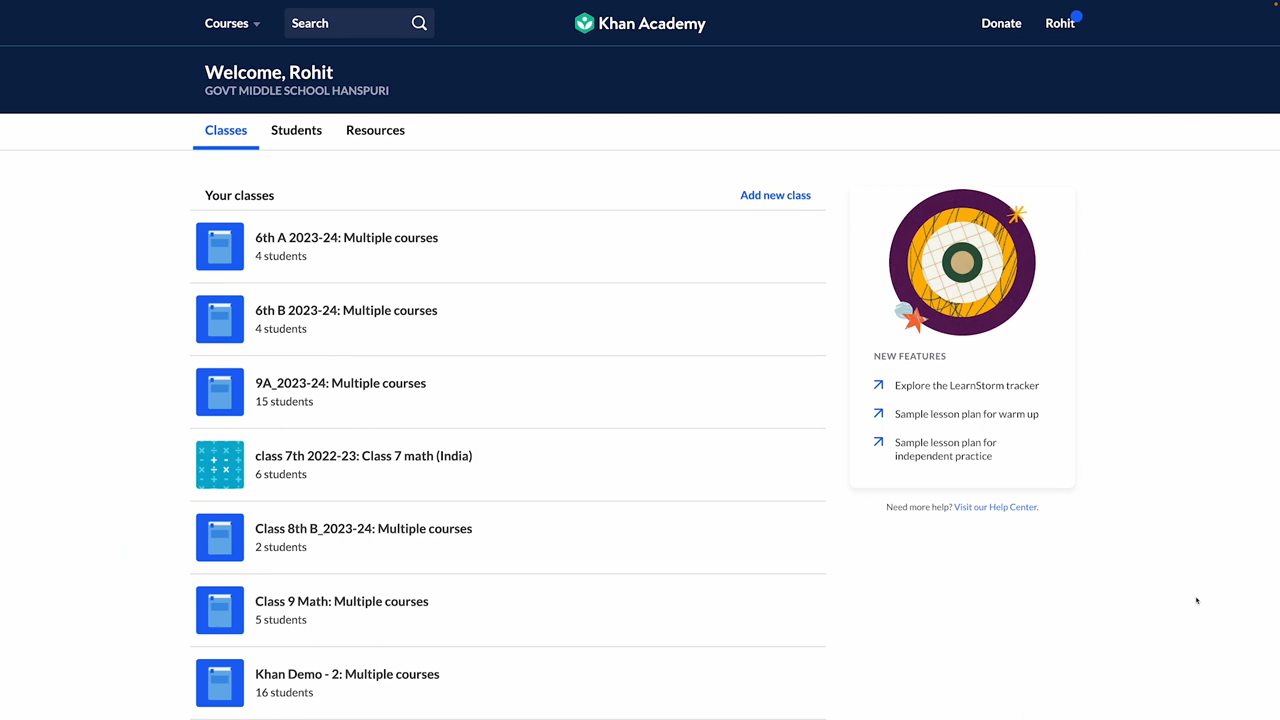 Courses
Search
Khan Academy
Donate
Rohit
Welcome, Rohit
GOVT MIDDLE SCHOOL HANSPURI
Classes
Students
Resources
Your classes
Add new class
6th A 2023-24: Multiple courses
4 students
6th B 2023-24: Multiple courses
4 students
9A_2023-24: Multiple courses
15 students
class 7th 2022-23: Class 7 math (India)
6 students
Class 8th B_2023-24: Multiple courses
2 students
Class 9 Math: Multiple courses
5 students
Khan Demo - 2: Multiple courses
16 students
NEW FEATURES
Explore the LearnStorm tracker
Sample lesson plan for warm up
Sample lesson plan for
independent practice
Need more help? Visit our Help Center.